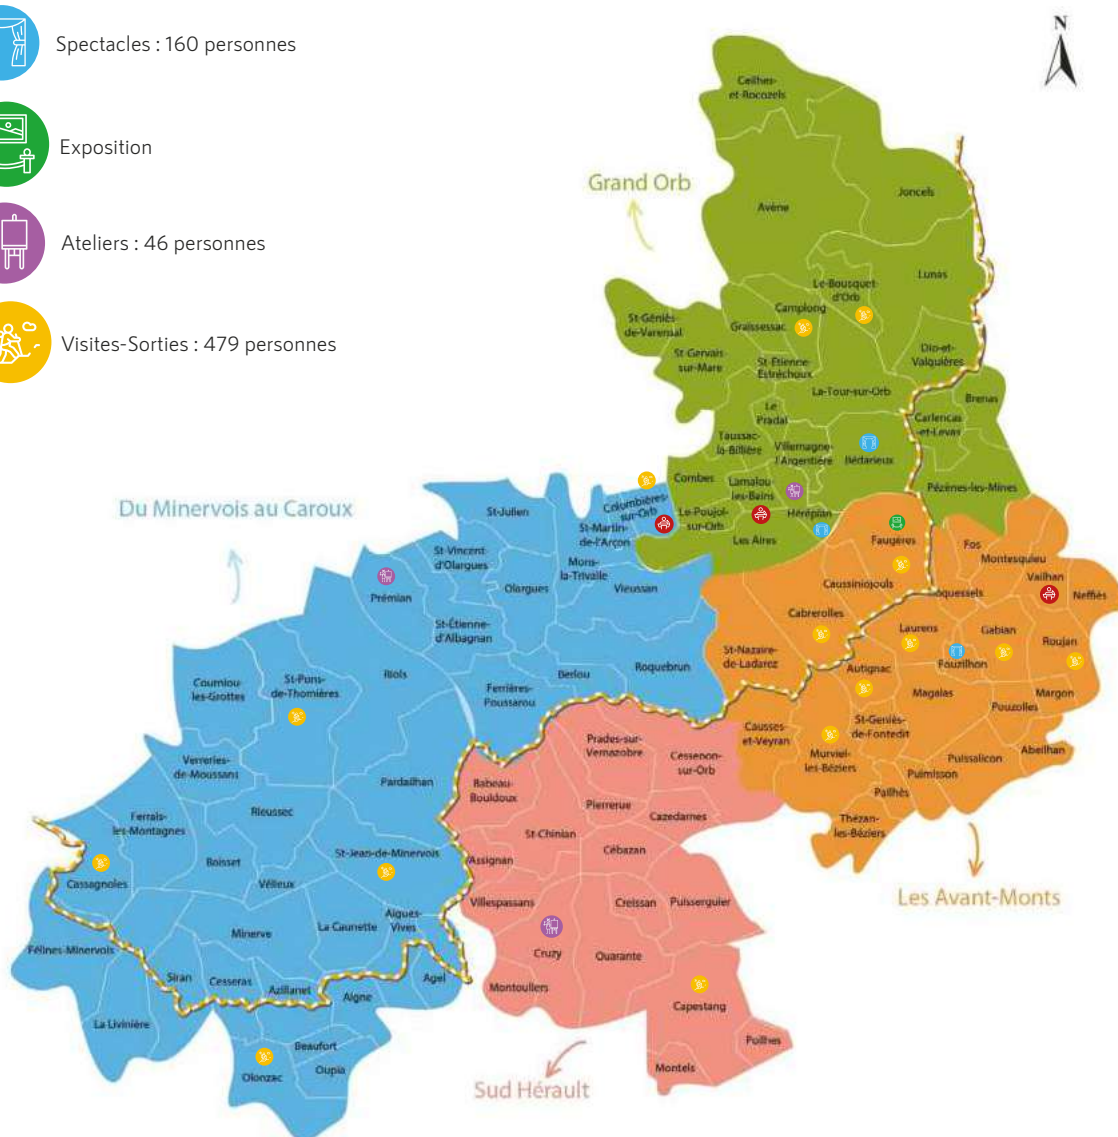 N
Spectacles : 160 personnes
Exposition
Ateliers : 46 personnes
Visites-Sorties : 479 personnes
Grand Orb
Ceilhes-
et-Rocozels
Avène
Joncels
Lunas
Le-Bousquet-
d'Orb
Camplong
Graissessac
St-Géniès-
de-Varensal
St-Gervais-
sur-Mare
St-Etienne-
Estréchoux
Dio-et-
Valquières
La-Tour-sur-Orb
Brenas
Le
Pradal
Carlencas
-et-Levas
Taussac-
la-Billière
Villemagne-
l'Argentière
Bédarieux
Combes
Lamalou-
les-Bains
Pézènes-les-Mines
Le-Poujol-
sur-Orb
Hérépian
Les Aires
Du Minervois au Caroux
Columbières-
sur-Orb
St-Julien
St-Martin-
de-l'Arçon
St-Vincent-
d'Olargues
Mons-
la-Trivalle
Olargues
Vieussan
Prémian
St-Étienne-
d'Albagnan
Roquebrun
Berlou
Riols
Ferrières-
Poussarou
Courniou-
les-Grottes
St-Pons-
de-Thomières
Verreries-
de-Moussans
Pardailhan
Rieussec
Ferrals-
les-Montagnes
Boisset
St-Jean-de-Minervois
Cassagnoles
Vélieux
La Caunette
Aigues-
Vives
Minerve
Félines-Minervois
Siran
Cesseras
Azillanet
Aigne
Agel
La Livinière
Beaufort
Oupia
Olonzac
Faugères
Fos
Montesquieu
Vailhan
Neffiès
Caussiniojouls
Roquessels
Cabrerolles
Laurens
Gabian
Roujan
St-Nazaire-
de-Ladarez
Autignac
Fouzilhon
Magalas
Margon
Pouzolles
Causses-
et-Veyran
St-Geniès-
de-Fontedit
Murviel-
les-Béziers
Abeilhan
Puissalicon
Puimisson
Pailhès
Thézan-
les-Béziers
Les Avant-Monts
Prades-sur-
Vernazobre
Cessenon-
sur-Orb
Babeau-
Bouldoux
Pierrerue
Cazedarnes
St-Chinian
Cébazan
Assignan
Villespassans
Creissan
Puisserguier
Cruzy
Quarante
Montouliers
Capestang
Poilhes
Montels
Sud Hérault